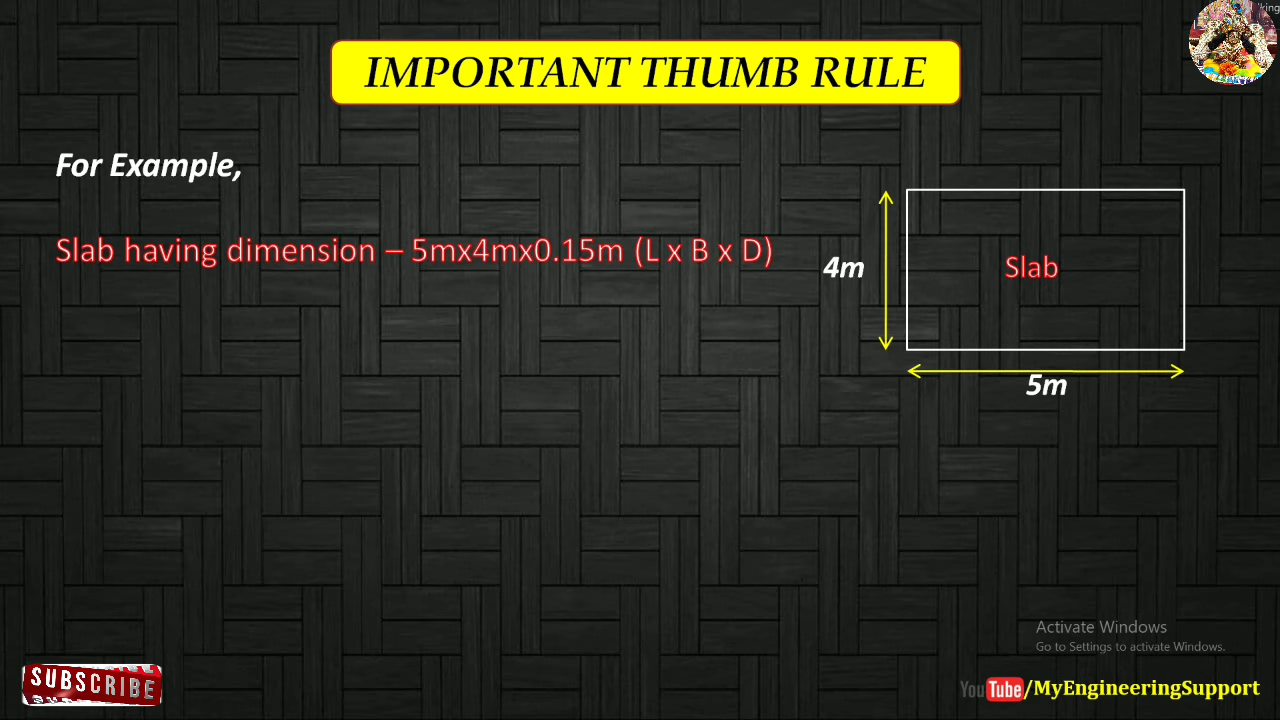 IMPORTANT THUMB RULE
For Example,
Slab having dimension – 5mx4mx0.15m (L x B x D)
4m
Slab
5m
Activate Windows
Go to Settings to activate Windows.
SUBSCRIBE
YouTube/MyEngineeringSupport